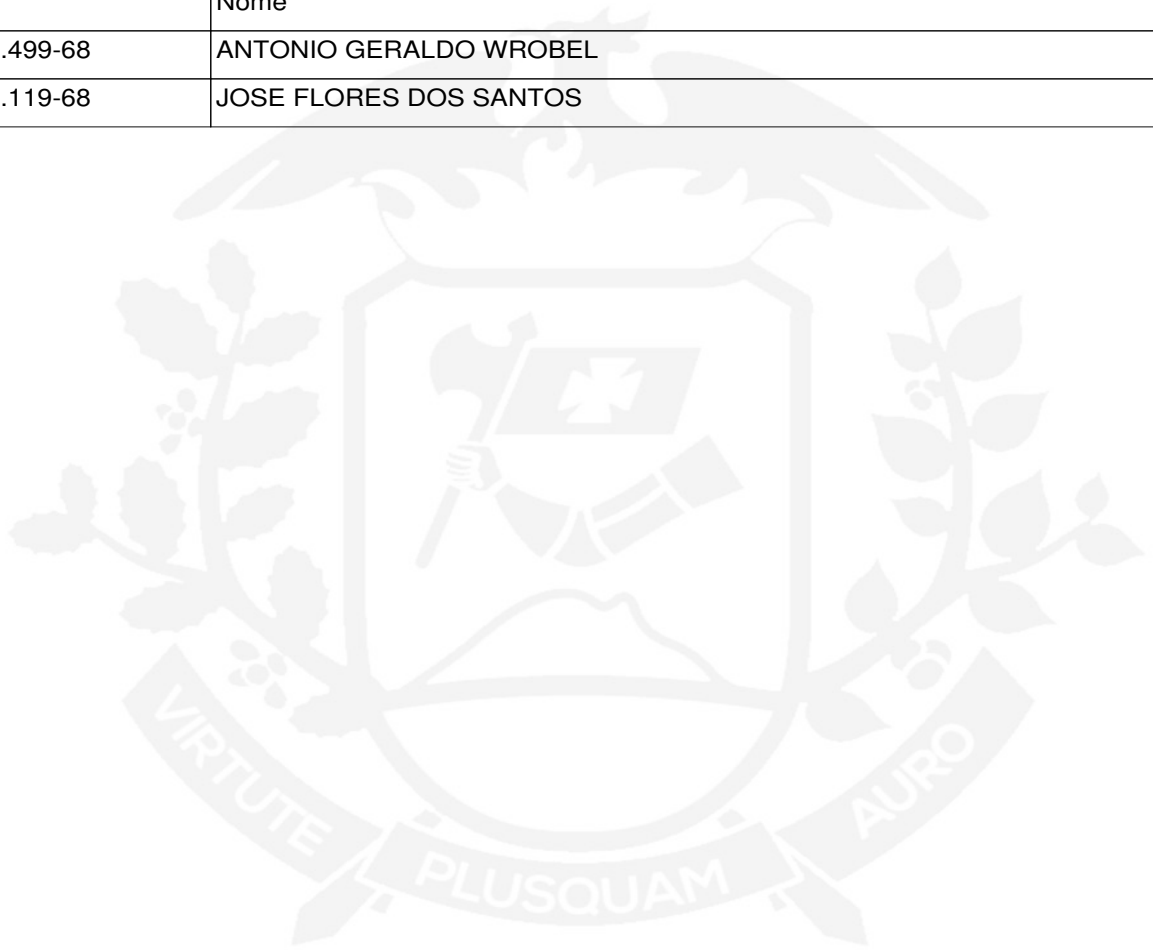 Nome
.499-68 ANTONIO GERALDO WROBEL
.119-68 JOSE FLORES DOS SANTOS
VIRTUTE PLUSQUAM AURO